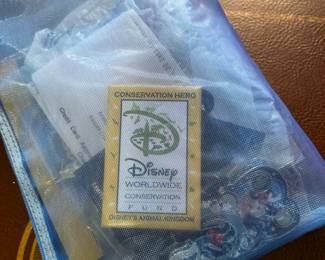 CONSERVATION HERO
Disney
WORLDWIDE
CONSERVATION
FUND
DISNEY'S ANIMAL KINGDOM